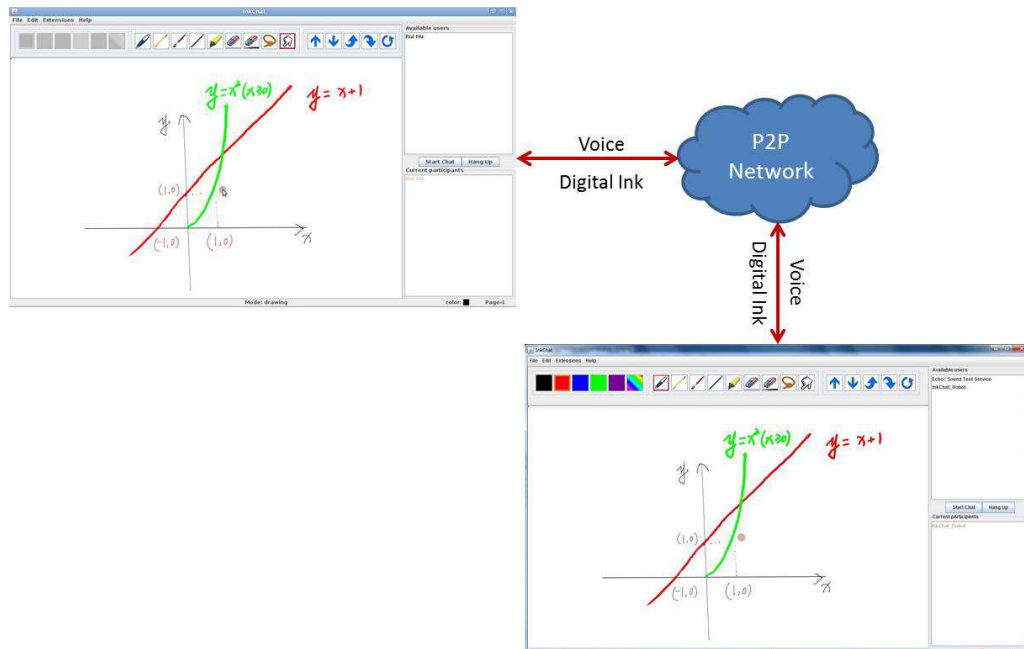 InkChat
File Edit Extensions Help
Available users
Rui Hu
y=x²(x≥0)
y = x+1
y
Start Chat Hang Up
Current participants
Rui Hu
(1,0)
x
(-1,0) (1,0)
Mode: drawing color: Page-1
Voice
Digital Ink
P2P
Network
Voice
Digital Ink
InkChat
File Edit Extensions Help
Available users
Echo / Sound Test Service
InkChat_Robot
y=x²(x≥0)
y = x+1
y
Start Chat Hang Up
Current participants
InkChat_Robot
(1,0)
x
(-1,0) (1,0)